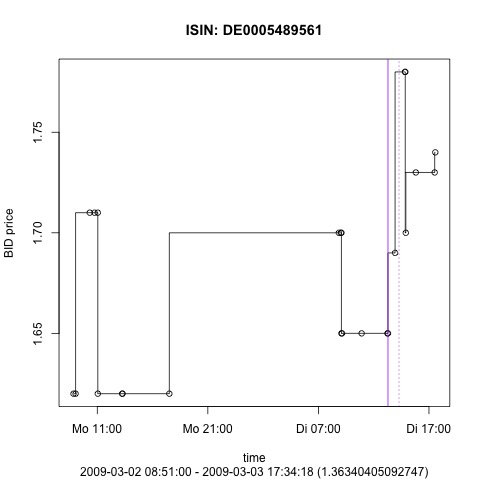 ISIN: DE0005489561
BID price
1.75
1.70
1.65
Mo 11:00 Mo 21:00 Di 07:00 Di 17:00
time
2009-03-02 08:51:00 - 2009-03-03 17:34:18 (1.36340405092747)